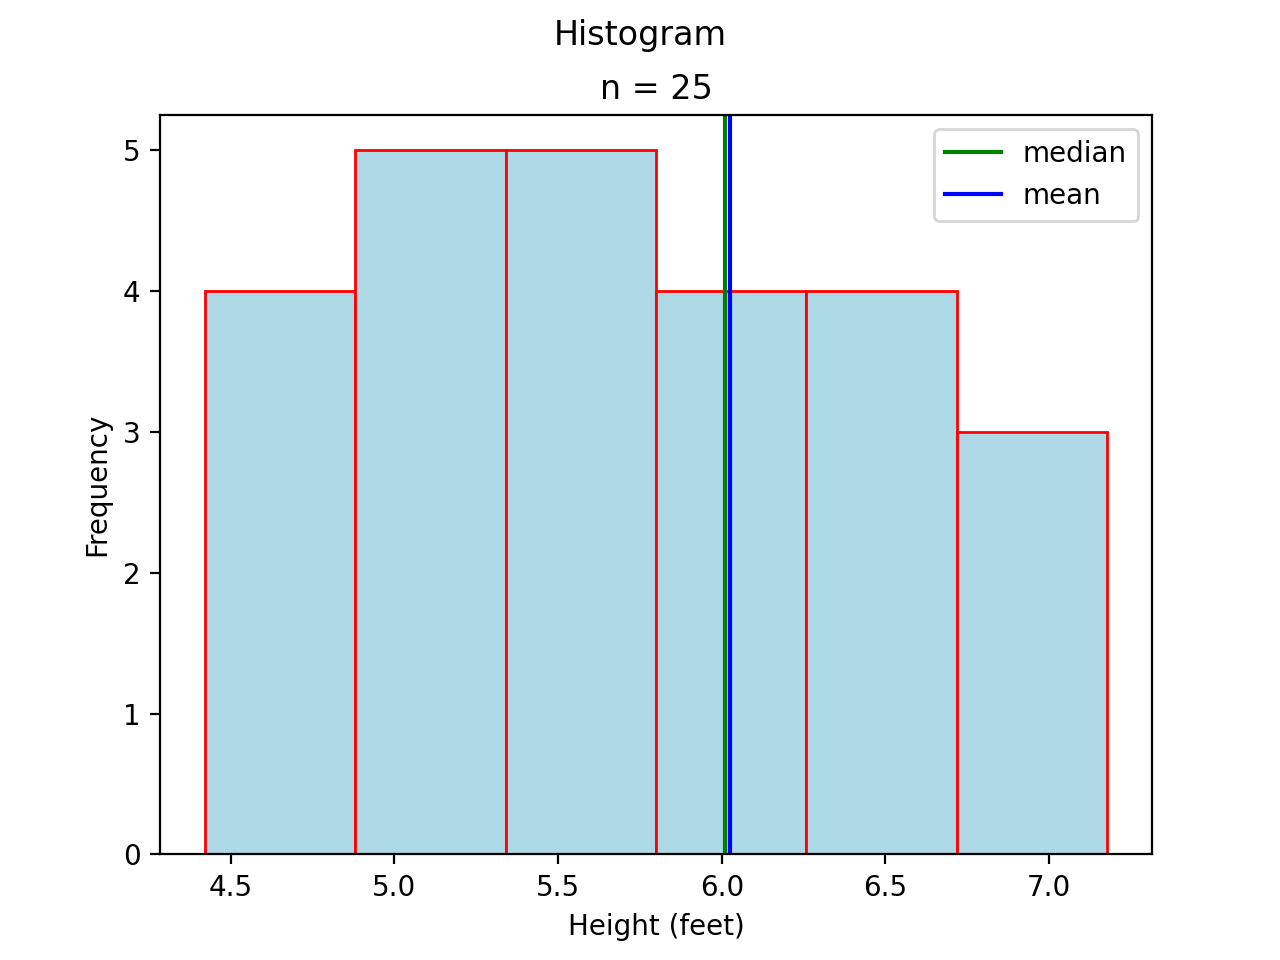 Histogram
n = 25
median
mean
5
4
3
2
1
0
Frequency
4.5 5.0 5.5 6.0 6.5 7.0
Height (feet)